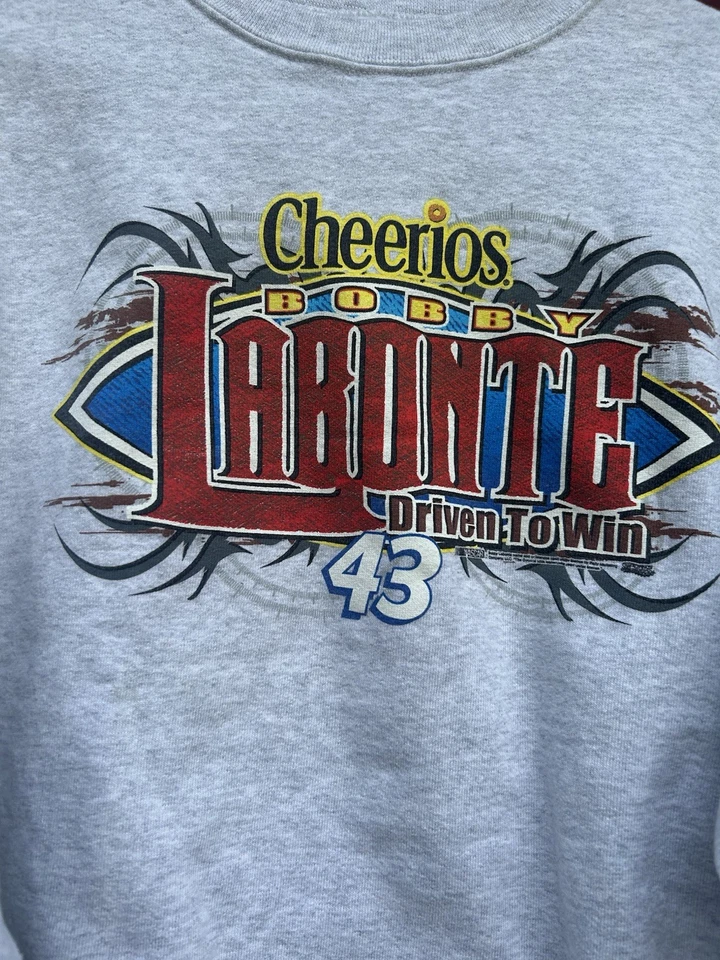 Cheerios
BOBBY
LABONTE
Driven To Win
43